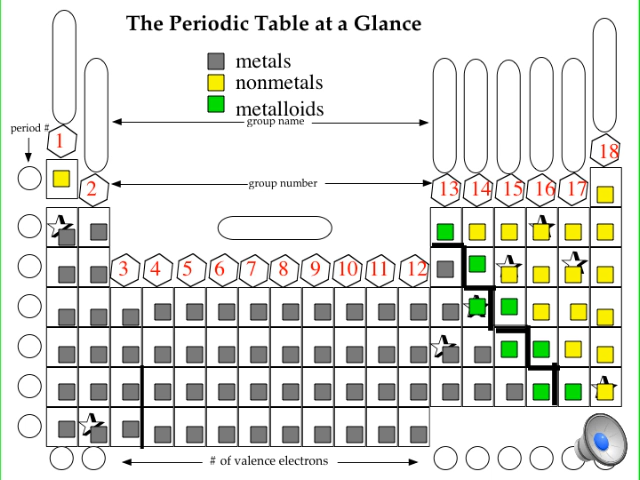 The Periodic Table at a Glance
metals
nonmetals
metalloids
group name
period #
1
18
2
group number
13 14 15 16 17
3 4 5 6 7 8 9 10 11 12
# of valence electrons